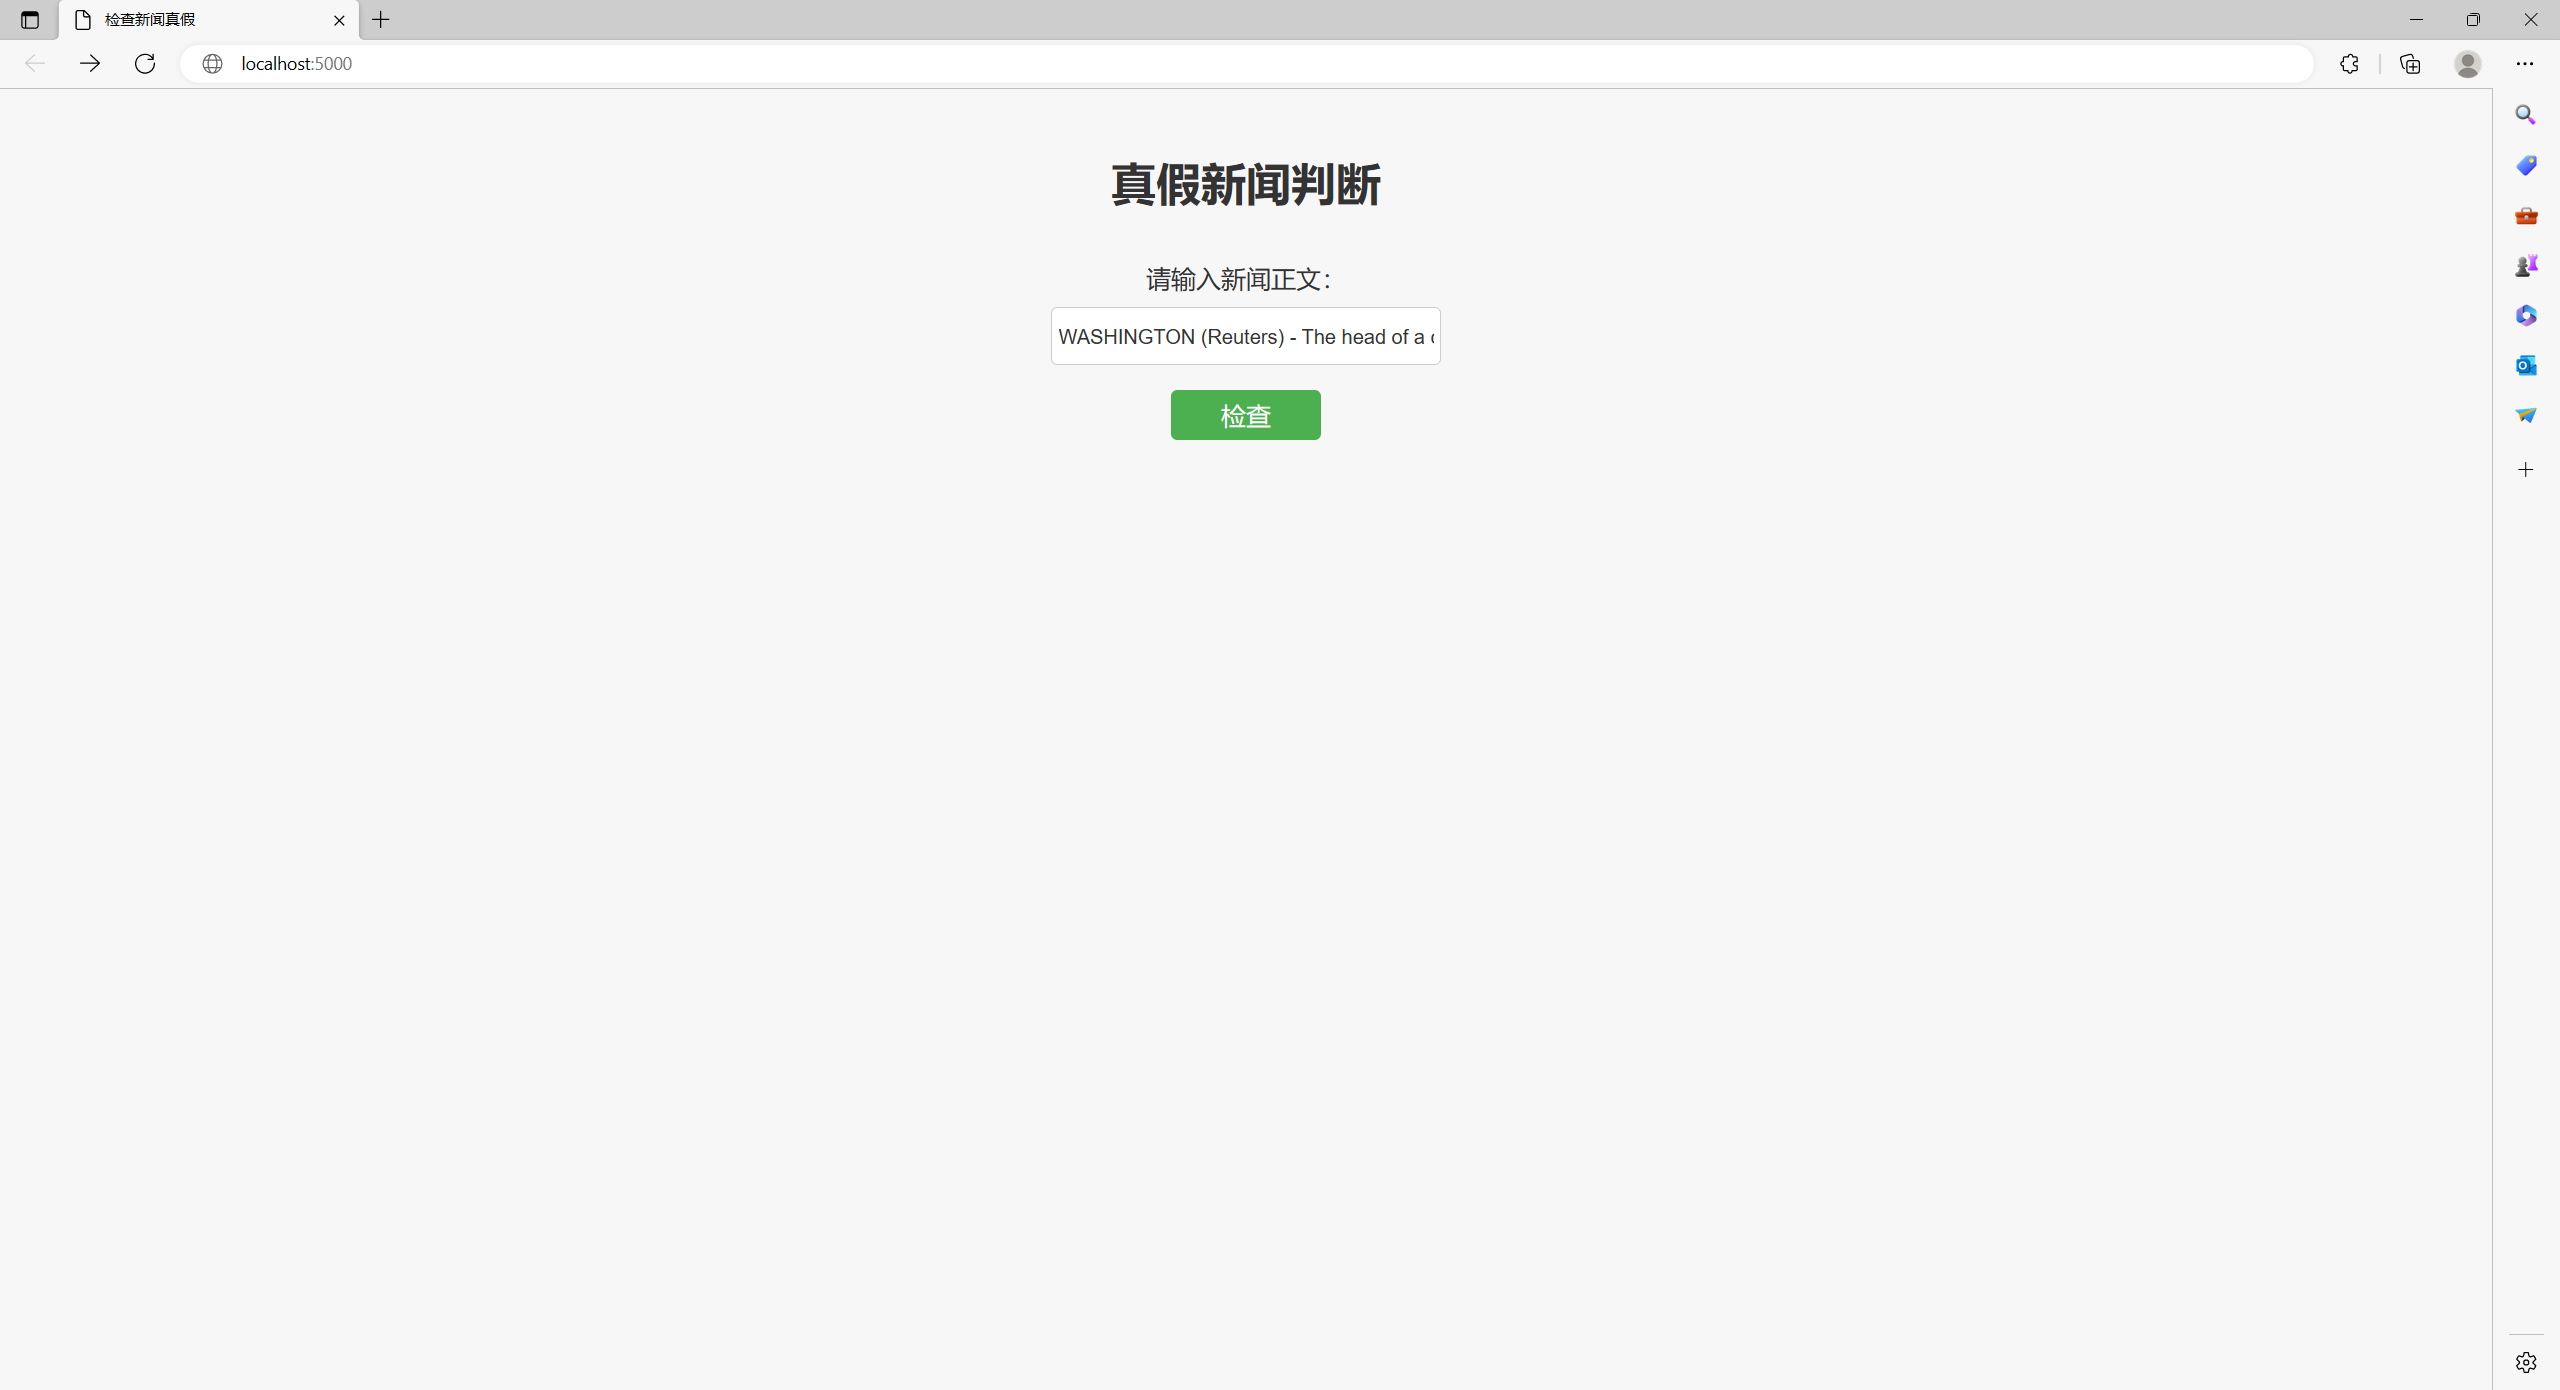 检查新闻真假
localhost:5000
真假新闻判断
请输入新闻正文：
WASHINGTON (Reuters) - The head of a
检查